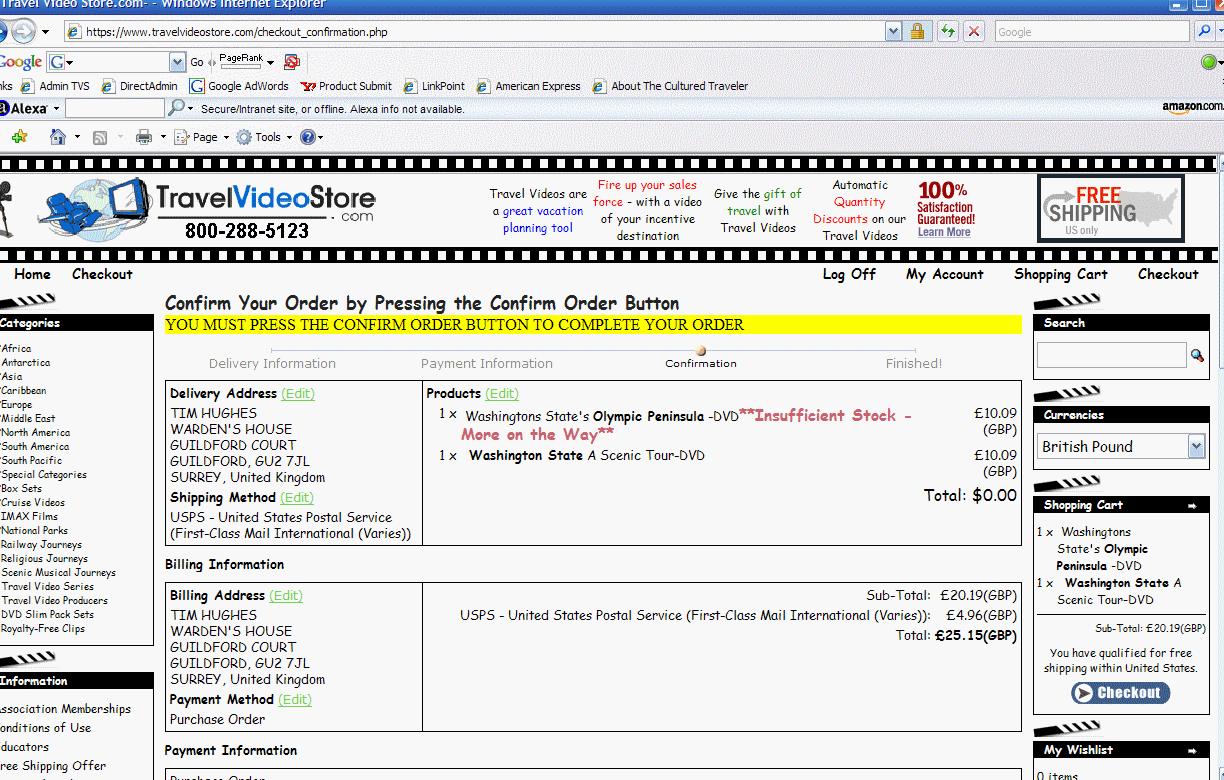 Travel Video Store.com- - Windows Internet Explorer
https://www.travelvideostore.com/checkout_confirmation.php
Google
Google
G
Go
PageRank
Admin TVS
DirectAdmin
Google AdWords
Product Submit
LinkPoint
American Express
About The Cultured Traveler
Alexa
Secure/Intranet site, or offline. Alexa info not available.
amazon.com
Page
Tools
TravelVideoStore
.com
800-288-5123
Travel Videos are
a great vacation
planning tool
Fire up your sales
force - with a video
of your incentive
destination
Give the gift of
travel with
Travel Videos
Automatic
Quantity
Discounts on our
Travel Videos
100%
Satisfaction
Guaranteed!
Learn More
FREE
SHIPPING
US only
Home
Checkout
Log Off
My Account
Shopping Cart
Checkout
Categories
Africa
Antarctica
Asia
Caribbean
Europe
Middle East
North America
South America
South Pacific
Special Categories
Box Sets
Cruise Videos
IMAX Films
National Parks
Railway Journeys
Religious Journeys
Scenic Musical Journeys
Travel Video Series
Travel Video Producers
DVD Slim Pack Sets
Royalty-Free Clips
Information
ssociation Memberships
onditions of Use
ducators
ree Shipping Offer
Confirm Your Order by Pressing the Confirm Order Button
YOU MUST PRESS THE CONFIRM ORDER BUTTON TO COMPLETE YOUR ORDER
Delivery Information
Payment Information
Confirmation
Finished!
Delivery Address (Edit)
TIM HUGHES
WARDEN'S HOUSE
GUILDFORD COURT
GUILDFORD, GU2 7JL
SURREY, United Kingdom
Shipping Method (Edit)
USPS - United States Postal Service
(First-Class Mail International (Varies))
Products (Edit)
1 x Washingtons State's Olympic Peninsula -DVD**Insufficient Stock -
More on the Way**
£10.09
(GBP)
1 x Washington State A Scenic Tour-DVD
£10.09
(GBP)
Total: $0.00
Billing Information
Billing Address (Edit)
TIM HUGHES
WARDEN'S HOUSE
GUILDFORD COURT
GUILDFORD, GU2 7JL
SURREY, United Kingdom
Payment Method (Edit)
Purchase Order
Sub-Total: £20.19(GBP)
USPS - United States Postal Service (First-Class Mail International (Varies)): £4.96(GBP)
Total: £25.15(GBP)
Payment Information
Purchase Order
Search
Currencies
British Pound
Shopping Cart
1 x Washingtons
State's Olympic
Peninsula -DVD
1 x Washington State A
Scenic Tour-DVD
Sub-Total: £20.19(GBP)
You have qualified for free
shipping within United States.
Checkout
My Wishlist
0 items